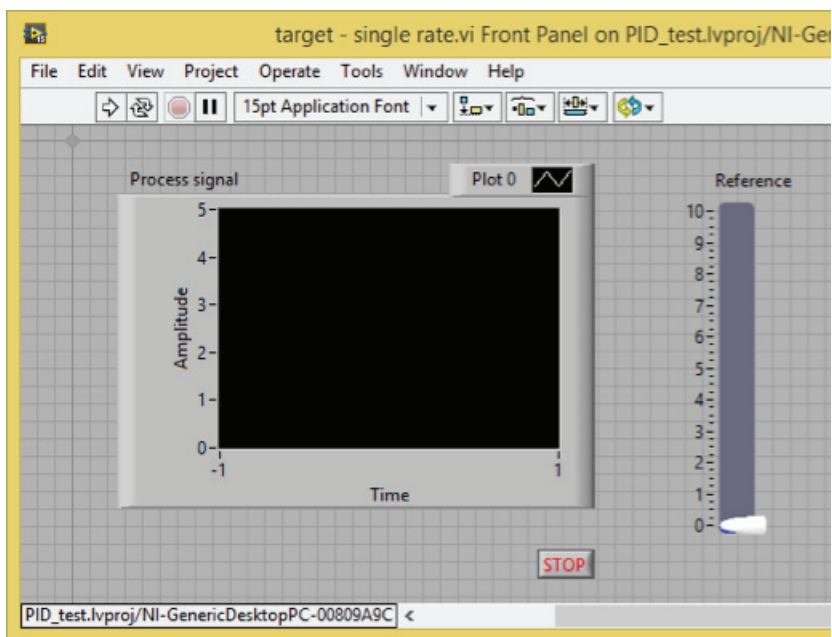 target - single rate.vi Front Panel on PID_test.lvproj/NI-Gen
File Edit View Project Operate Tools Window Help
15pt Application Font
Process signal
Plot 0
Reference
5
4
3
2
1
0
Amplitude
-1
1
Time
10
9
8
7
6
5
4
3
2
1
0
STOP
PID_test.lvproj/NI-GenericDesktopPC-00809A9C